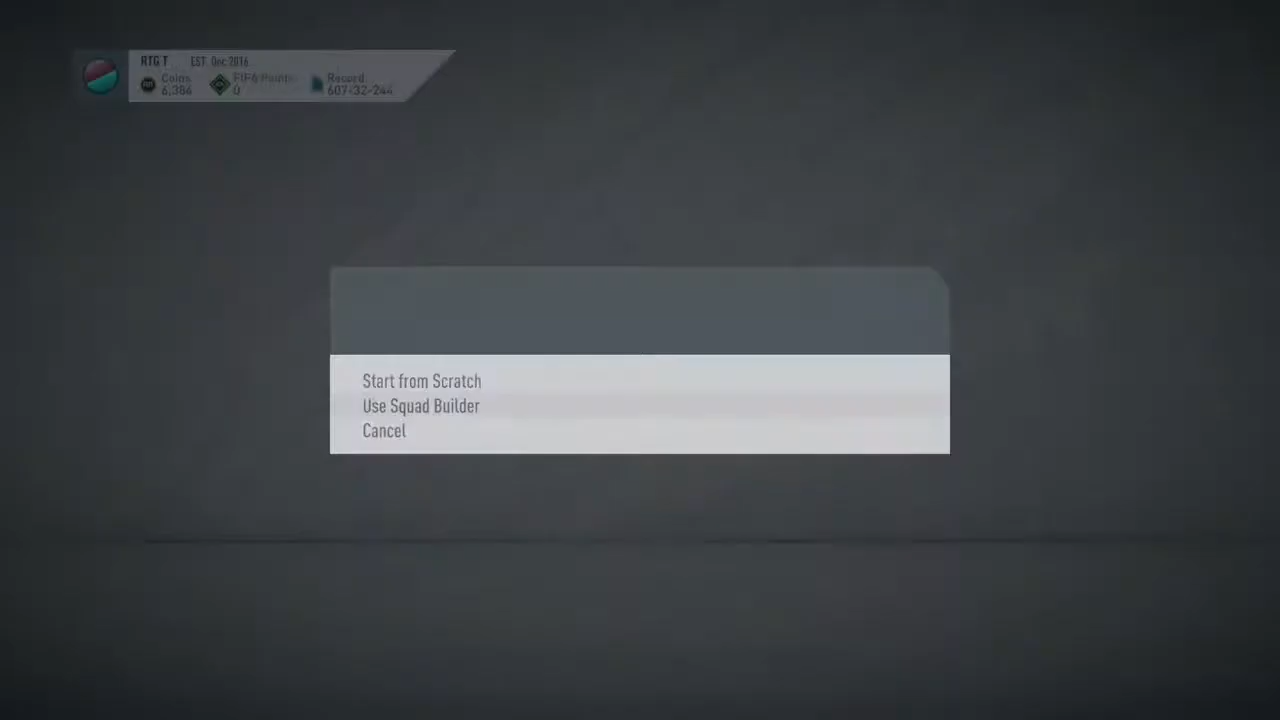 RTG T EST. Dec 2016
Coins FIFA Points Record
6,386 0 607-32-244
Start from Scratch
Use Squad Builder
Cancel